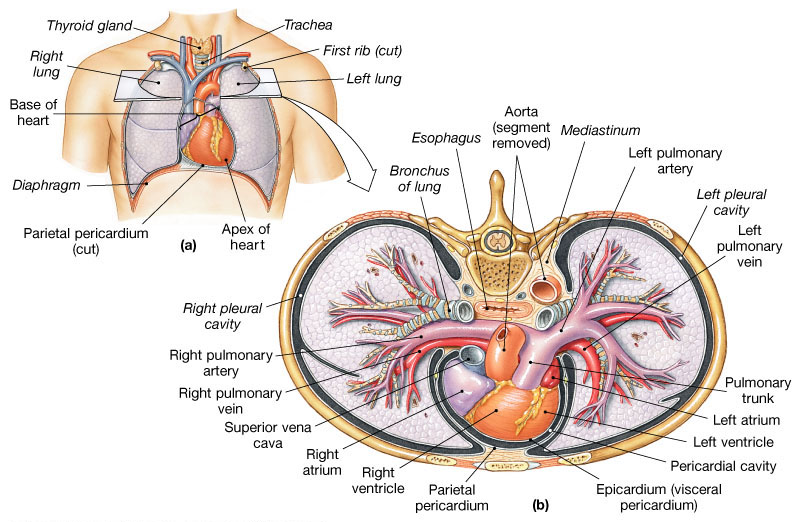 Thyroid gland
Trachea
Right
lung
First rib (cut)
Left lung
Base of
heart
Diaphragm
Parietal pericardium
(cut)
(a)
Apex of
heart
Aorta
(segment
removed)
Esophagus
Mediastinum
Bronchus
of lung
Left pulmonary
artery
Left pleural
cavity
Left
pulmonary
vein
Right pleural
cavity
Right pulmonary
artery
Right pulmonary
vein
Superior vena
cava
Right
atrium
Right
ventricle
Parietal
pericardium
(b)
Pulmonary
trunk
Left atrium
Left ventricle
Pericardial cavity
Epicardium (visceral
pericardium)